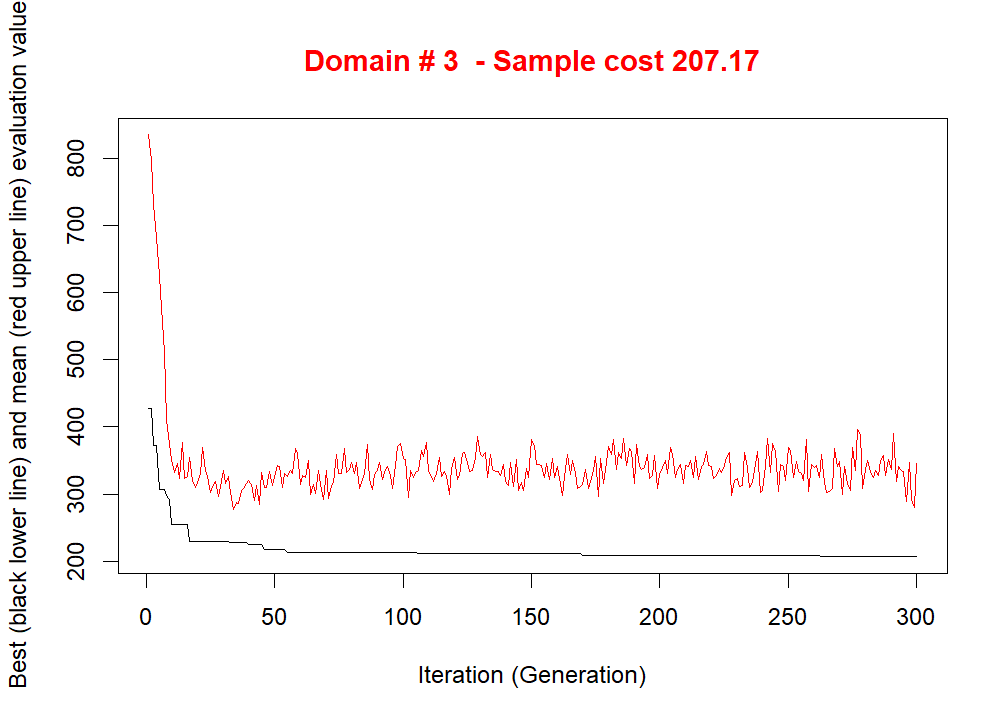 Domain # 3  - Sample cost 207.17
Best (black lower line) and mean (red upper line) evaluation value
800
700
600
500
400
300
200
0 50 100 150 200 250 300
Iteration (Generation)